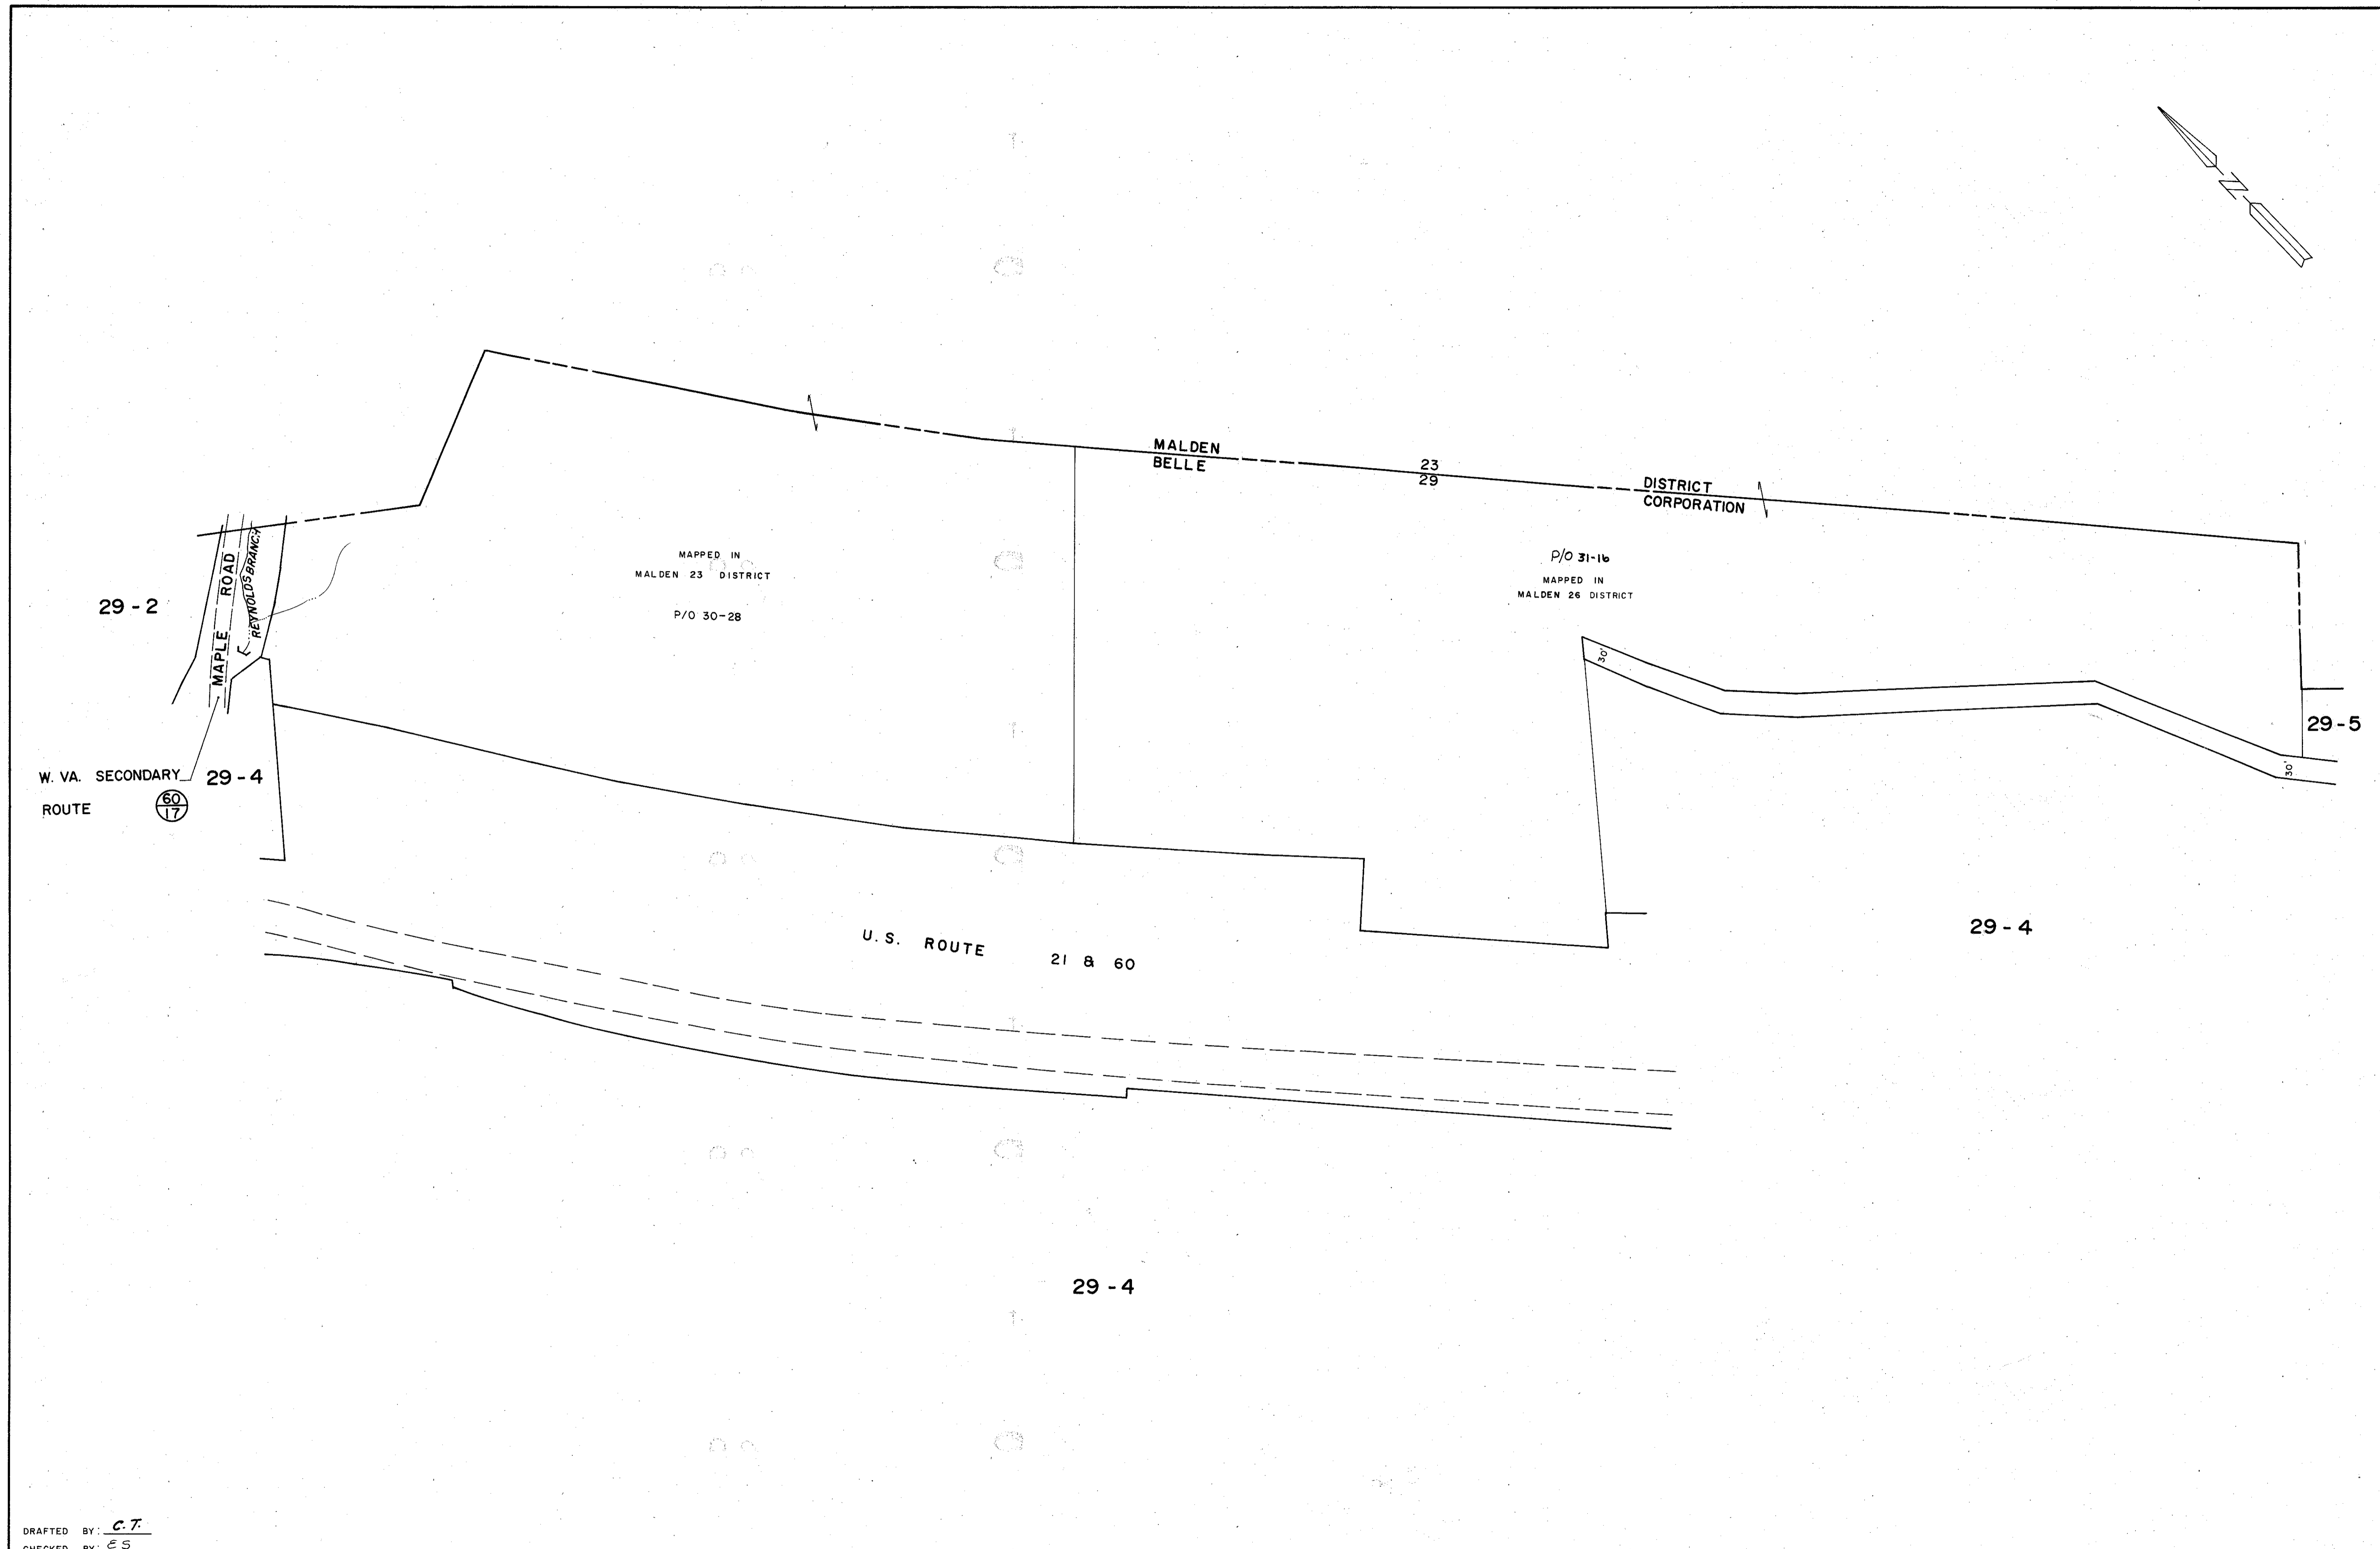 N
MALDEN
BELLE
23
29
DISTRICT
CORPORATION
MAPPED IN
MALDEN 23 DISTRICT
P/O 30-28
P/O 31-16
MAPPED IN
MALDEN 26 DISTRICT
29-2
MAPLE ROAD
REYNOLDS BRANCH
30'
29-5
30'
W. VA. SECONDARY
ROUTE
60
17
29-4
29-4
U.S. ROUTE 21 & 60
29-4
DRAFTED BY: C.T.
CHECKED BY: ES